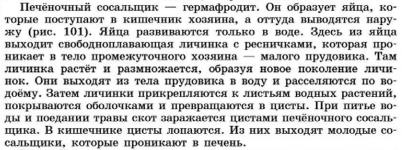 Печёночный сосальщик — гермафродит. Он образует яйца, ко-
торые поступают в кишечник хозяина, а оттуда выводятся нару-
жу (рис. 101). Яйца развиваются только в воде. Здесь из яйца
выходит свободноплавающая личинка с ресничками, которая про-
никает в тело промежуточного хозяина — малого прудовика. Там
личинка растёт и размножается, образуя новое поколение личи-
нок. Они выходят из тела прудовика в воду и расселяются по во-
доёму. Затем личинки прикрепляются к листьям водных растений,
покрываются оболочками и превращаются в цисты. При питье во-
ды и поедании травы скот заражается цистами печёночного сосаль-
щика. В кишечнике цисты лопаются. Из них выходят молодые со-
сальщики, которые проникают в печень.